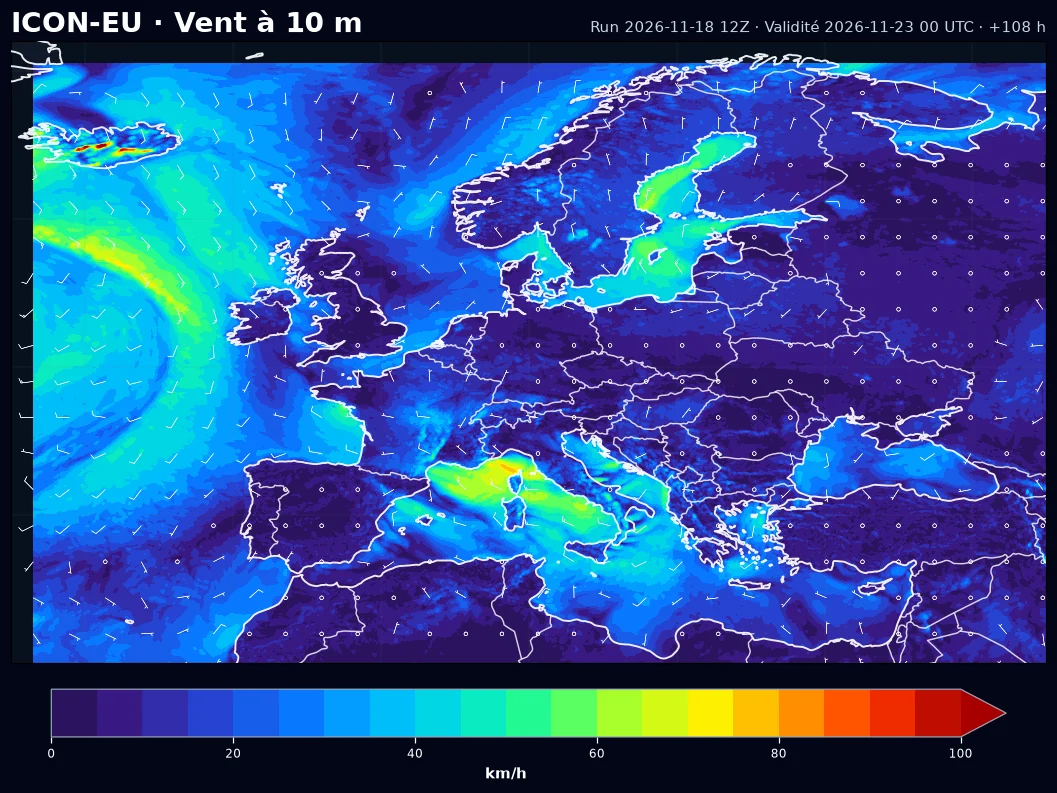 ICON-EU · Vent à 10 m
Run 2026-11-18 12Z · Validité 2026-11-23 00 UTC · +108 h
0 20 40 60 80 100
km/h